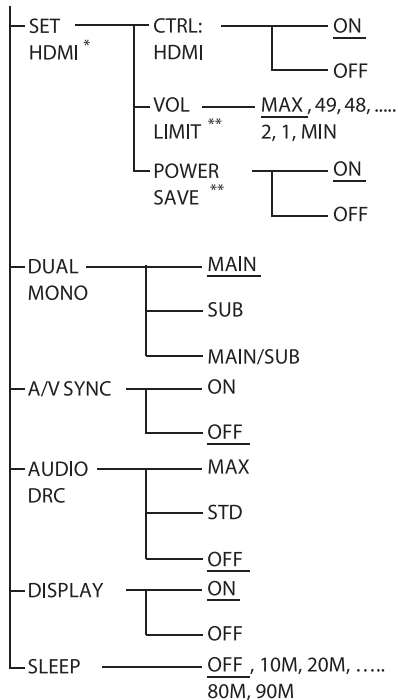 SET HDMI *
CTRL: HDMI
ON
OFF
VOL LIMIT **
MAX , 49, 48, .....
2, 1, MIN
POWER SAVE **
ON
OFF
DUAL MONO
MAIN
SUB
MAIN/SUB
A/V SYNC
ON
OFF
AUDIO DRC
MAX
STD
OFF
DISPLAY
ON
OFF
SLEEP
OFF , 10M, 20M, .....
80M, 90M